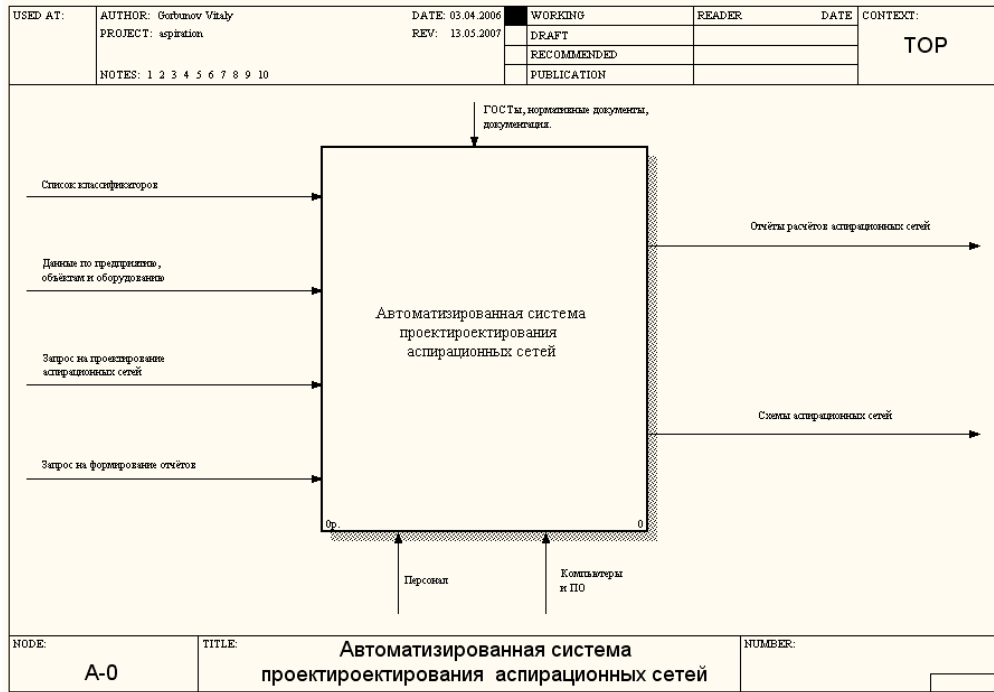 USED AT:
AUTHOR: Gorbunov Vitaly
DATE: 03.04.2006
WORKING
READER DATE
CONTEXT:
PROJECT: aspiration
REV: 13.05.2007
DRAFT
TOP
RECOMMENDED
NOTES: 1 2 3 4 5 6 7 8 9 10
PUBLICATION
ГОСТы, нормативные документы,
документация.
Список классификаторов
Отчёты расчётов аспирационных сетей
Данные по предприятию,
объёктам и оборудованию
Автоматизированная система
проектироектирования
аспирационных сетей
Запрос на проектирование
аспирационных сетей
Схемы аспирационных сетей
Запрос на формирование отчётов
0р. 0
Персонал
Компьютеры
и ПО
NODE:
A-0
TITLE:
Автоматизированная система
проектироектирования аспирационных сетей
NUMBER: